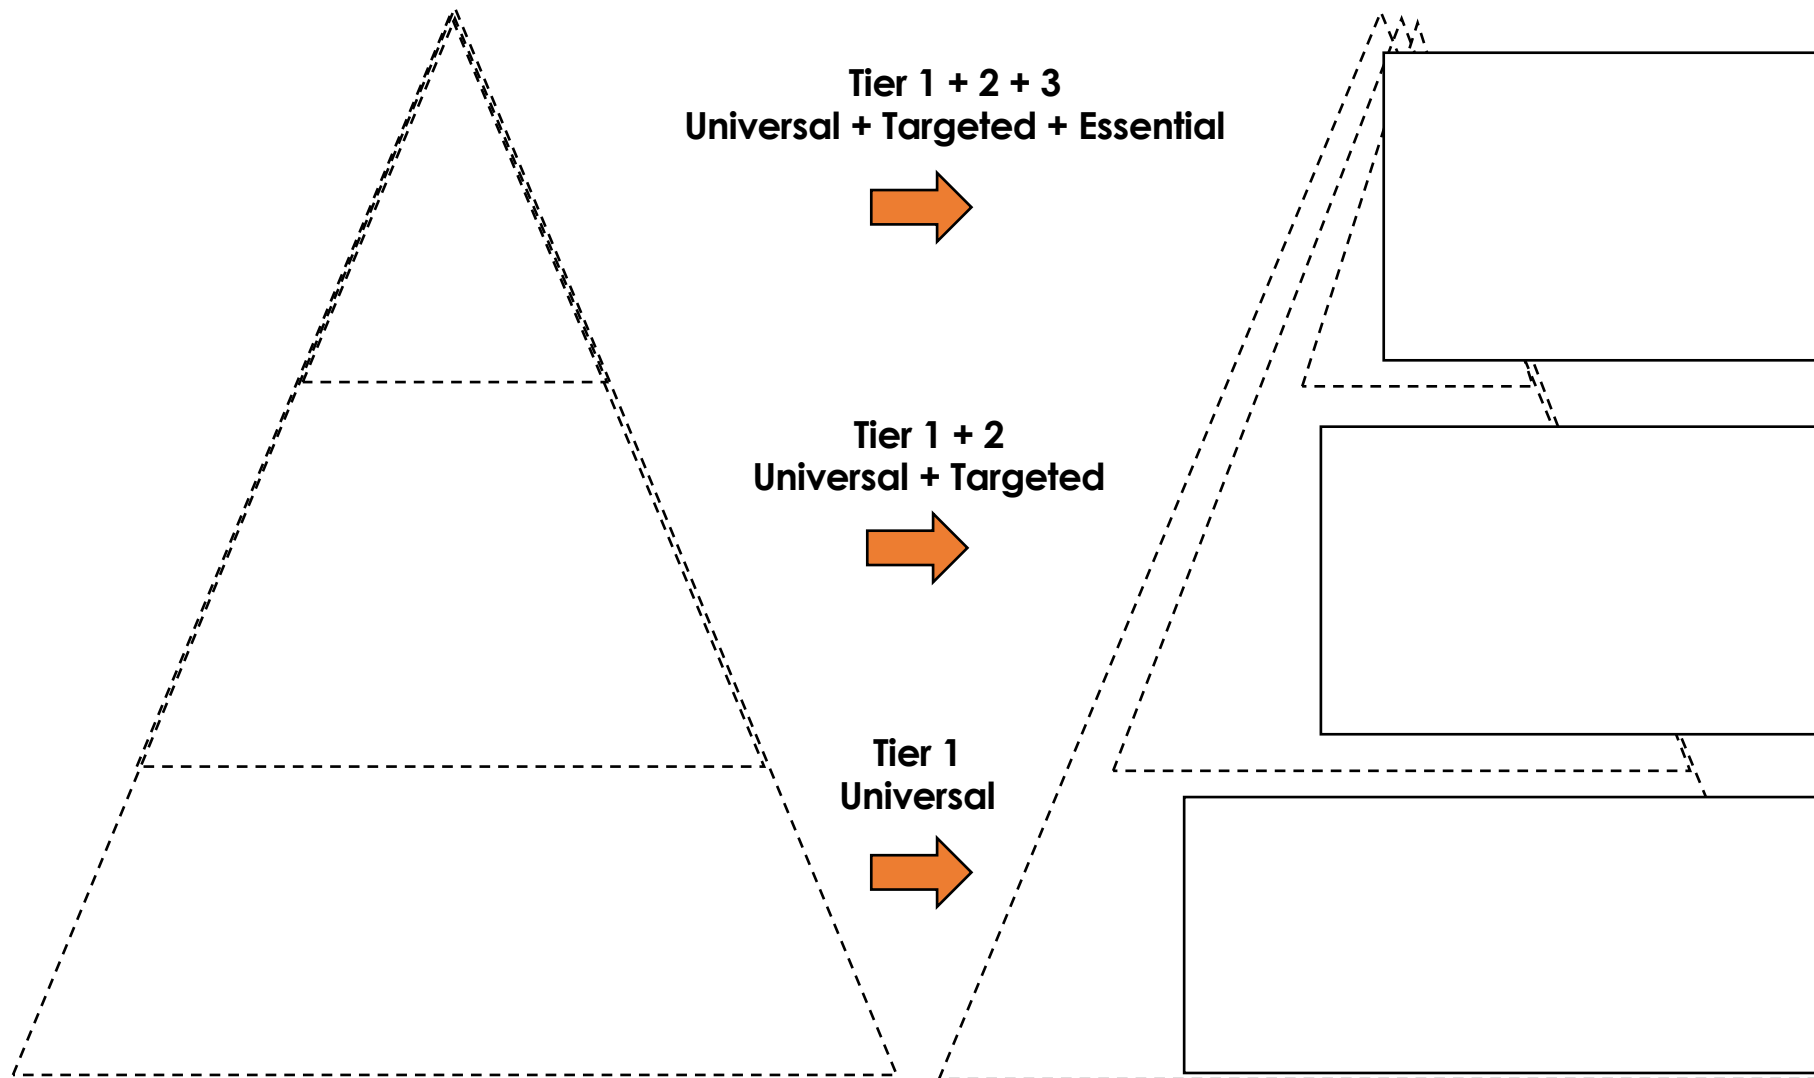 Tier 1 + 2 + 3
Universal + Targeted + Essential
Tier 1 + 2
Universal + Targeted
Tier 1
Universal